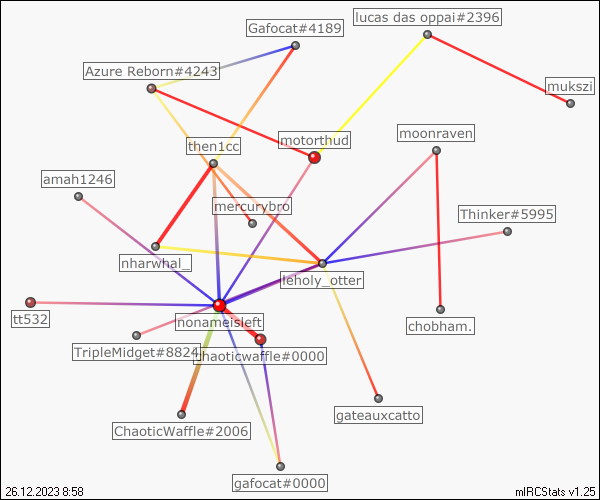 lucas das oppai#2396
Gafocat#4189
Azure Reborn#4243
mukszi
moonraven
motorthud
then1cc
amah1246
mercurybro
Thinker#5995
nharwhal_
leholy_otter
tt532
nonameisleft
chobham.
TripleMidget#8824
chaoticwaffle#0000
gateauxcatto
ChaoticWaffle#2006
gafocat#0000
26.12.2023 8:58
mIRCStats v1.25